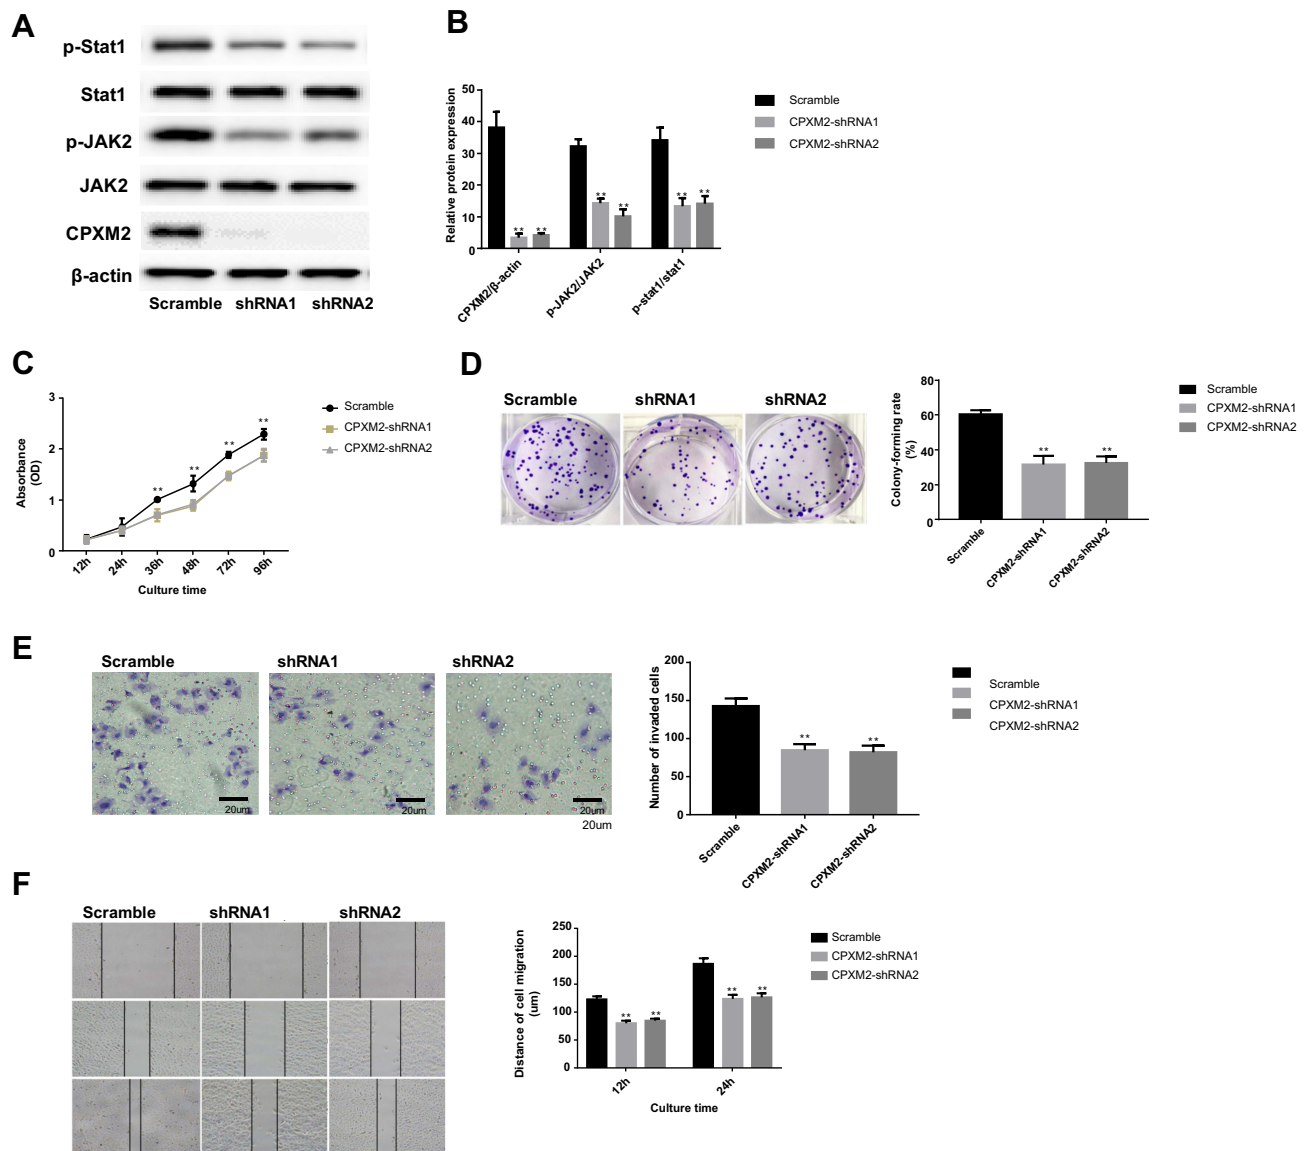 A
p-Stat1
Stat1
p-JAK2
JAK2
CPXM2
β-actin
Scramble shRNA1 shRNA2
B
Relative protein expression
50
40
30
20
10
0
** ** ** ** ** **
CPXM2/β-actin
p-JAK2/JAK2
p-stat1/stat1
Scramble
CPXM2-shRNA1
CPXM2-shRNA2
C
Absorbance
(OD)
3
2
1
0
** ** ** **
12h 24h 36h 48h 72h 96h
Culture time
Scramble
CPXM2-shRNA1
CPXM2-shRNA2
D
Scramble shRNA1 shRNA2
Colony-forming rate
(%)
80
60
40
20
0
** **
Scramble
CPXM2-shRNA1
CPXM2-shRNA2
Scramble
CPXM2-shRNA1
CPXM2-shRNA2
E
Scramble shRNA1 shRNA2
20um 20um 20um
20um
Number of invaded cells
200
150
100
50
0
** **
Scramble
CPXM2-shRNA1
CPXM2-shRNA2
Scramble
CPXM2-shRNA1
CPXM2-shRNA2
F
Scramble shRNA1 shRNA2
Distance of cell migration
(um)
250
200
150
100
50
0
** ** ** **
12h 24h
Culture time
Scramble
CPXM2-shRNA1
CPXM2-shRNA2